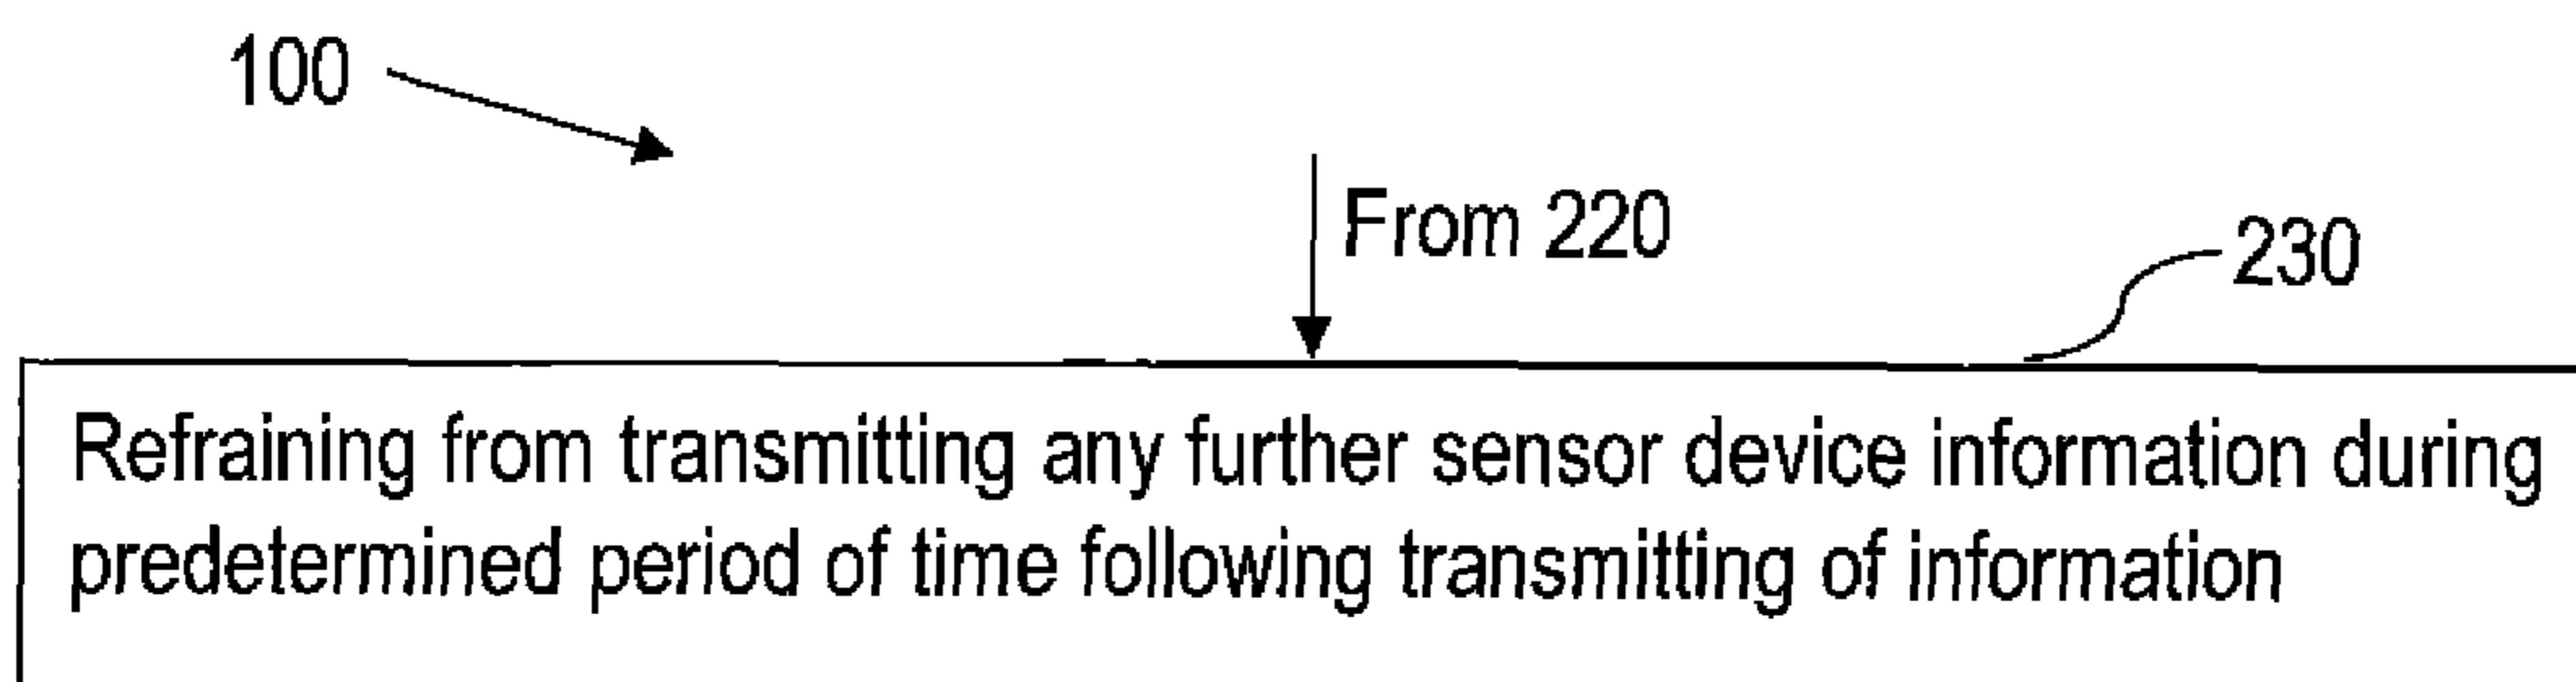 100
From 220
230
Refraining from transmitting any further sensor device information during
predetermined period of time following transmitting of information